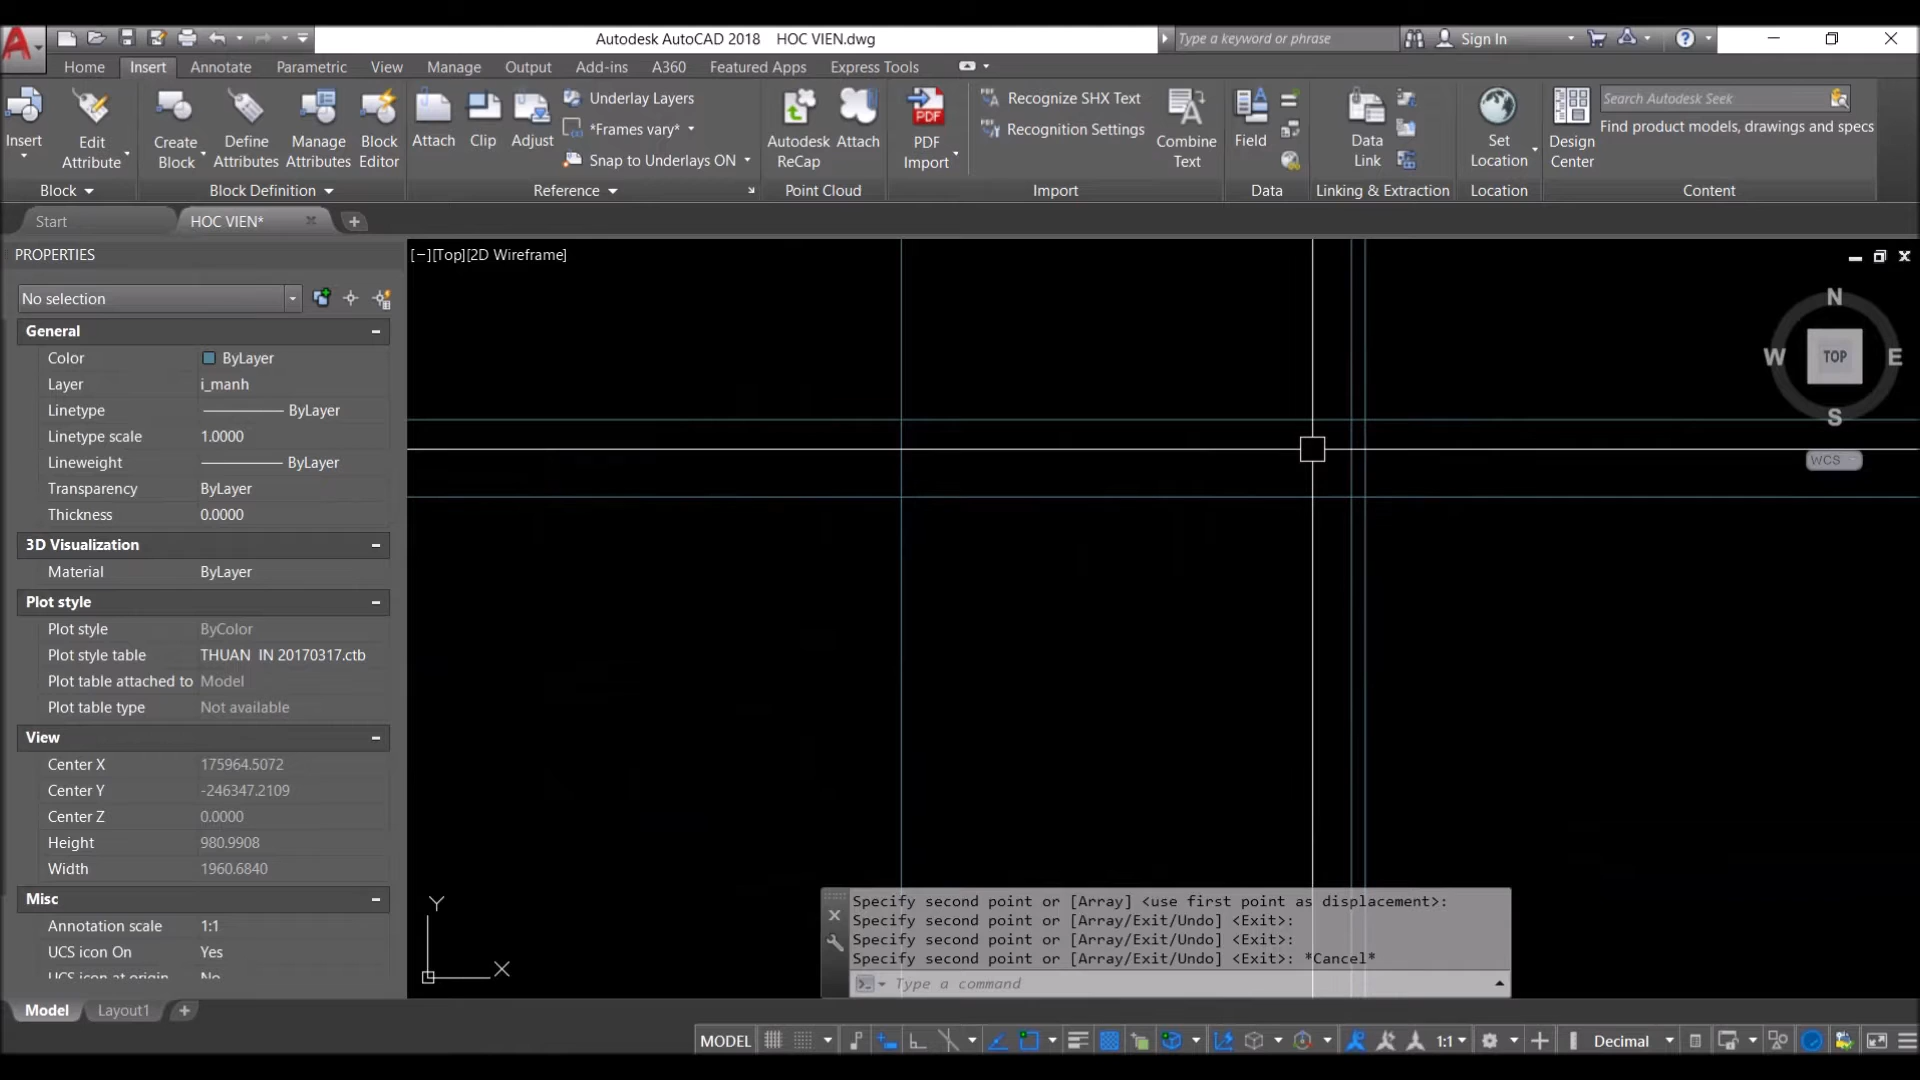 Autodesk AutoCAD 2018 HOC VIEN.dwg
Type a keyword or phrase
Sign In
Home Insert Annotate Parametric View Manage Output Add-ins A360 Featured Apps Express Tools
Insert
Edit Attribute
Block
Create Block
Define Attributes
Manage Attributes
Block Editor
Block Definition
Attach
Clip
Adjust
Underlay Layers
*Frames vary*
Snap to Underlays ON
Reference
Autodesk ReCap
Attach
Point Cloud
PDF Import
Recognize SHX Text
Recognition Settings
Combine Text
Import
Field
Data
Data Link
Linking & Extraction
Set Location
Location
Design Center
Search Autodesk Seek
Find product models, drawings and specs
Content
Start
HOC VIEN*
PROPERTIES
No selection
General
Color ByLayer
Layer i_manh
Linetype ByLayer
Linetype scale 1.0000
Lineweight ByLayer
Transparency ByLayer
Thickness 0.0000
3D Visualization
Material ByLayer
Plot style
Plot style ByColor
Plot style table THUAN IN 20170317.ctb
Plot table attached to Model
Plot table type Not available
View
Center X 175964.5072
Center Y -246347.2109
Center Z 0.0000
Height 980.9908
Width 1960.6840
Misc
Annotation scale 1:1
UCS icon On Yes
UCS icon at origin No
[−][Top][2D Wireframe]
N
W TOP E
S
WCS
Y
X
Specify second point or [Array] <use first point as displacement>:
Specify second point or [Array/Exit/Undo] <Exit>:
Specify second point or [Array/Exit/Undo] <Exit>:
Specify second point or [Array/Exit/Undo] <Exit>: *Cancel*
Type a command
Model Layout1
MODEL 1:1 Decimal